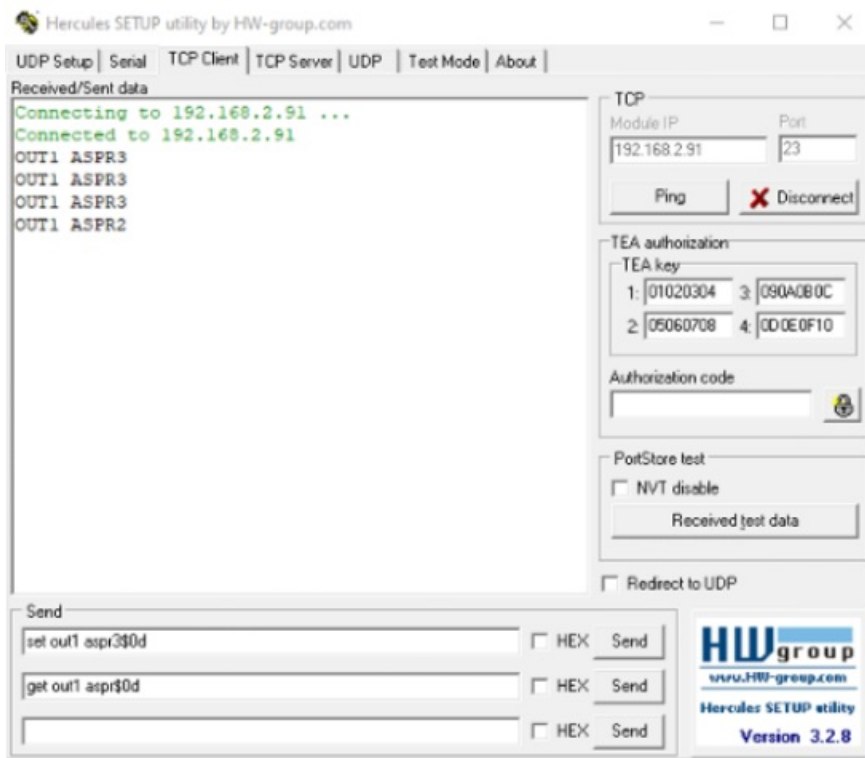 Hercules SETUP utility by HW-group.com
UDP Setup Serial TCP Client TCP Server UDP Test Mode About
Received/Sent data
Connecting to 192.168.2.91 ...
Connected to 192.168.2.91
OUT1 ASPR3
OUT1 ASPR3
OUT1 ASPR3
OUT1 ASPR2
TCP
Module IP Port
192.168.2.91 23
Ping Disconnect
TEA authorization
TEA key
1: 01020304 3: 090A0B0C
2: 05060708 4: 0D0E0F10
Authorization code
PortStore test
NVT disable
Received test data
Redirect to UDP
Send
set out1 aspr3$0d HEX Send
get out1 aspr$0d HEX Send
HEX Send
HW group
www.HW-group.com
Hercules SETUP utility
Version 3.2.8